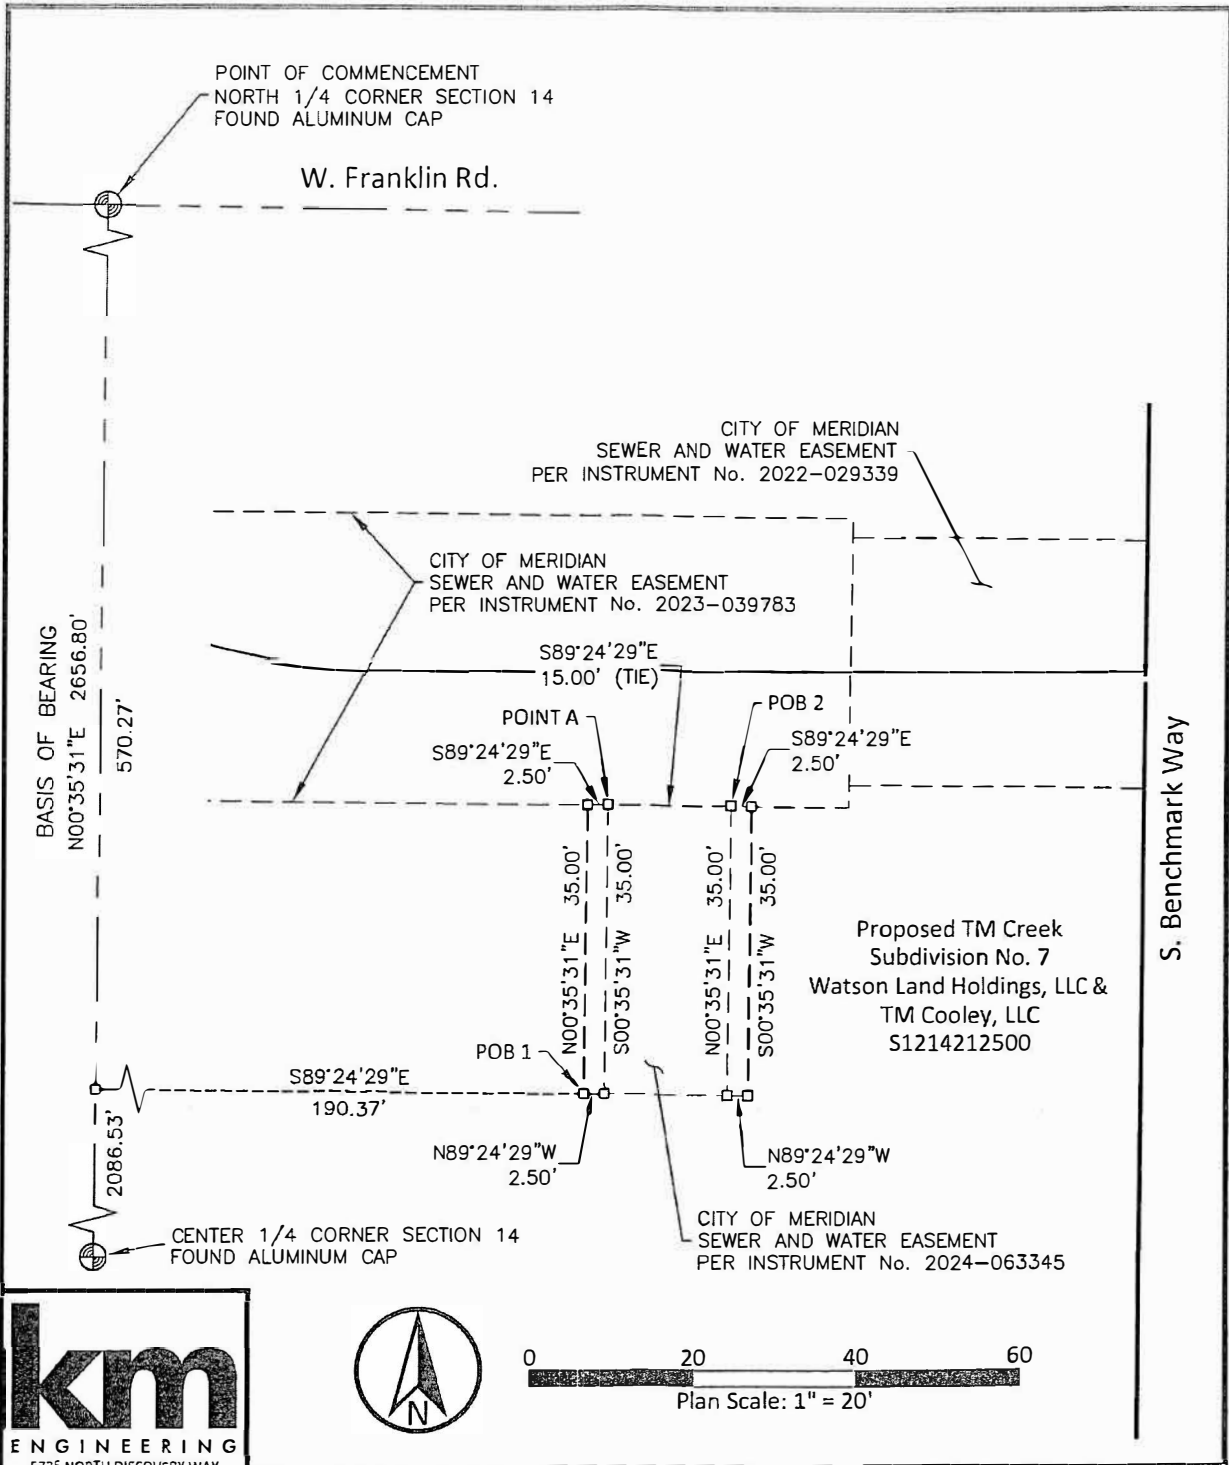 POINT OF COMMENCEMENT
NORTH 1/4 CORNER SECTION 14
FOUND ALUMINUM CAP
W. Franklin Rd.
CITY OF MERIDIAN
SEWER AND WATER EASEMENT
PER INSTRUMENT No. 2022-029339
CITY OF MERIDIAN
SEWER AND WATER EASEMENT
PER INSTRUMENT No. 2023-039783
BASIS OF BEARING
N00°35'31"E 2656.80'
570.27'
S89°24'29"E
15.00' (TIE)
POINT A
POB 2
S89°24'29"E
2.50'
S89°24'29"E
2.50'
N00°35'31"E 35.00'
S00°35'31"W 35.00'
N00°35'31"E 35.00'
S00°35'31"W 35.00'
S. Benchmark Way
Proposed TM Creek
Subdivision No. 7
Watson Land Holdings, LLC &
TM Cooley, LLC
S1214212500
POB 1
S89°24'29"E
190.37'
2086.53'
N89°24'29"W
2.50'
N89°24'29"W
2.50'
CENTER 1/4 CORNER SECTION 14
FOUND ALUMINUM CAP
CITY OF MERIDIAN
SEWER AND WATER EASEMENT
PER INSTRUMENT No. 2024-063345
km
ENGINEERING
5725 NORTH DISCOVERY WAY
N
0 20 40 60
Plan Scale: 1" = 20'